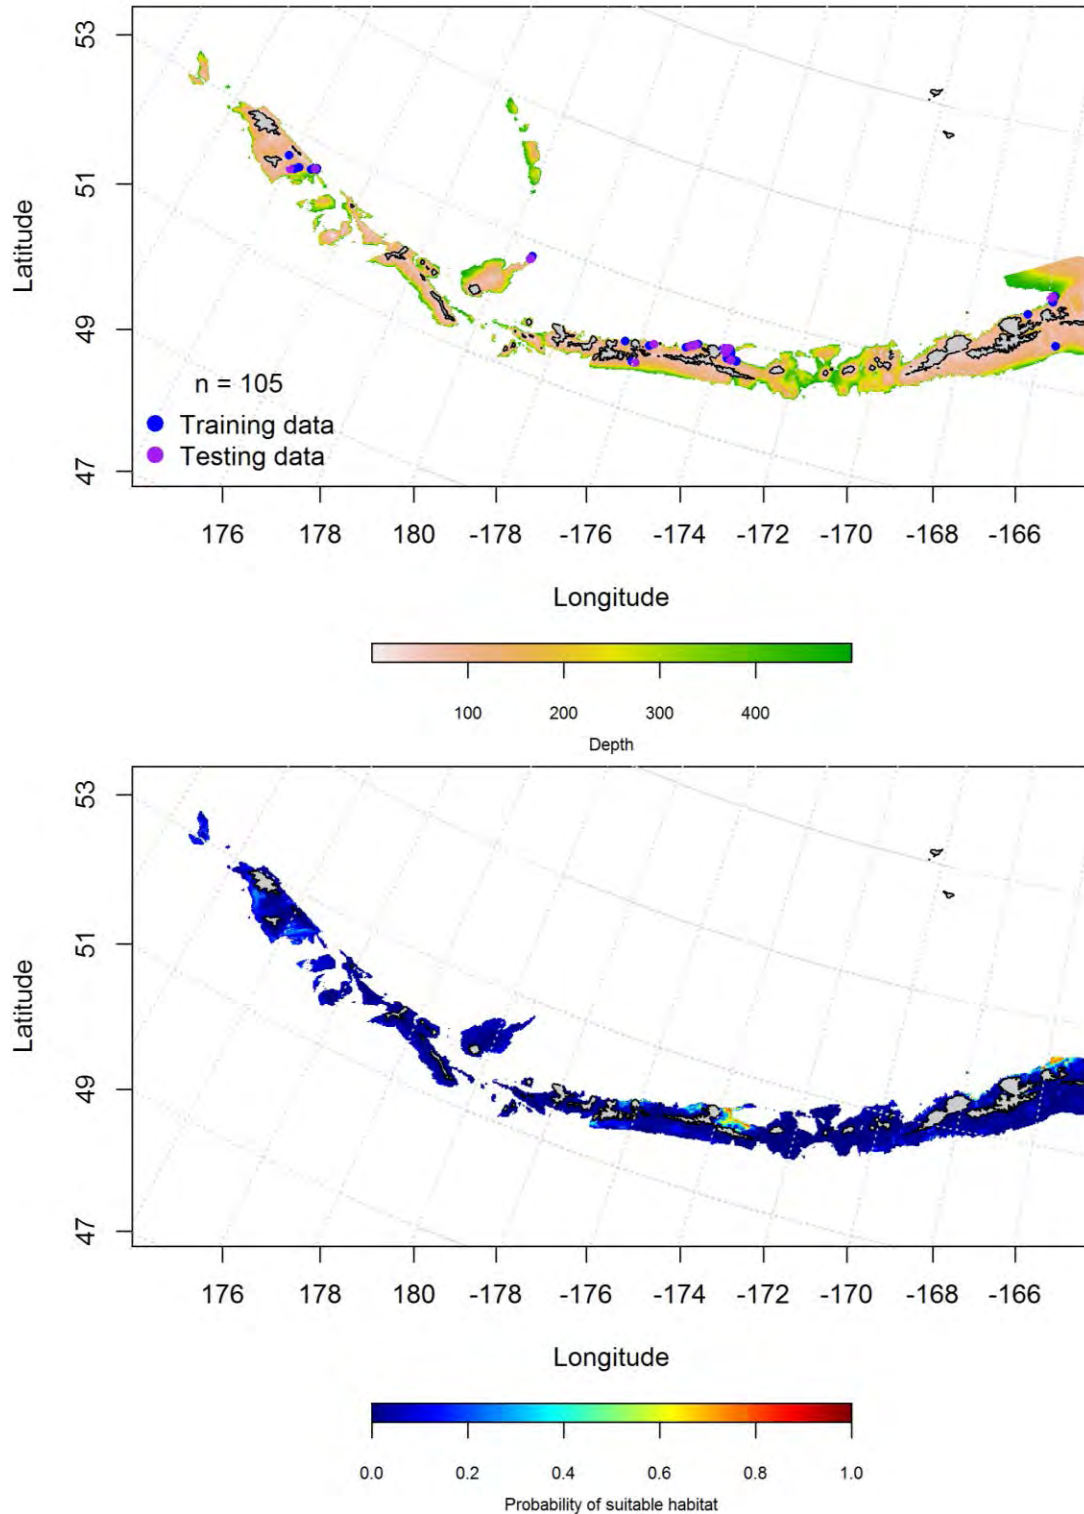 53
51
49
47
Latitude
n = 105
Training data
Testing data
176 178 180 -178 -176 -174 -172 -170 -168 -166
Longitude
100 200 300 400
Depth
53
51
49
47
Latitude
176 178 180 -178 -176 -174 -172 -170 -168 -166
Longitude
0.0 0.2 0.4 0.6 0.8 1.0
Probability of suitable habitat